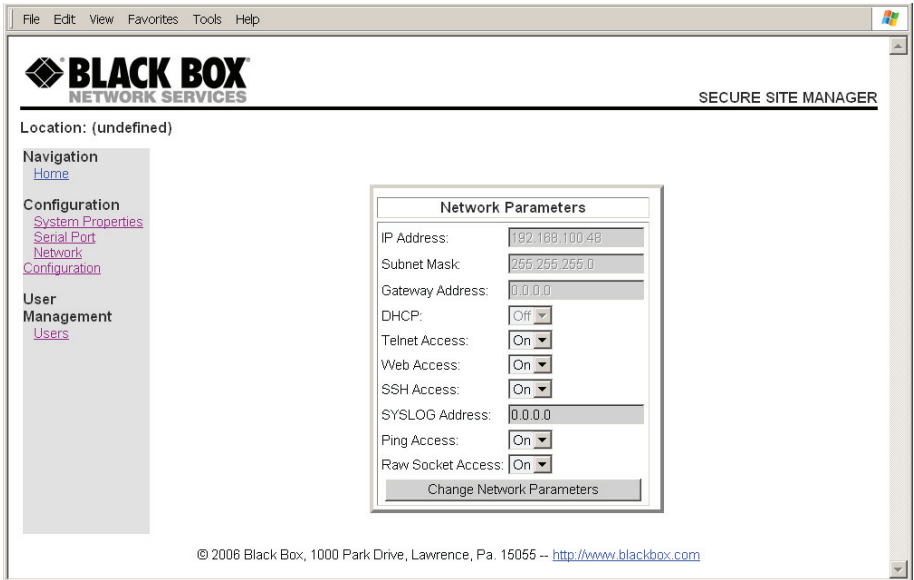 File Edit View Favorites Tools Help
BLACK BOX
NETWORK SERVICES
SECURE SITE MANAGER
Location: (undefined)
Navigation
Home
Configuration
System Properties
Serial Port
Network
Configuration
User
Management
Users
Network Parameters
IP Address: 192.168.100.48
Subnet Mask: 255.255.255.0
Gateway Address: 0.0.0.0
DHCP: Off
Telnet Access: On
Web Access: On
SSH Access: On
SYSLOG Address: 0.0.0.0
Ping Access: On
Raw Socket Access: On
Change Network Parameters
© 2006 Black Box, 1000 Park Drive, Lawrence, Pa. 15055 -- http://www.blackbox.com